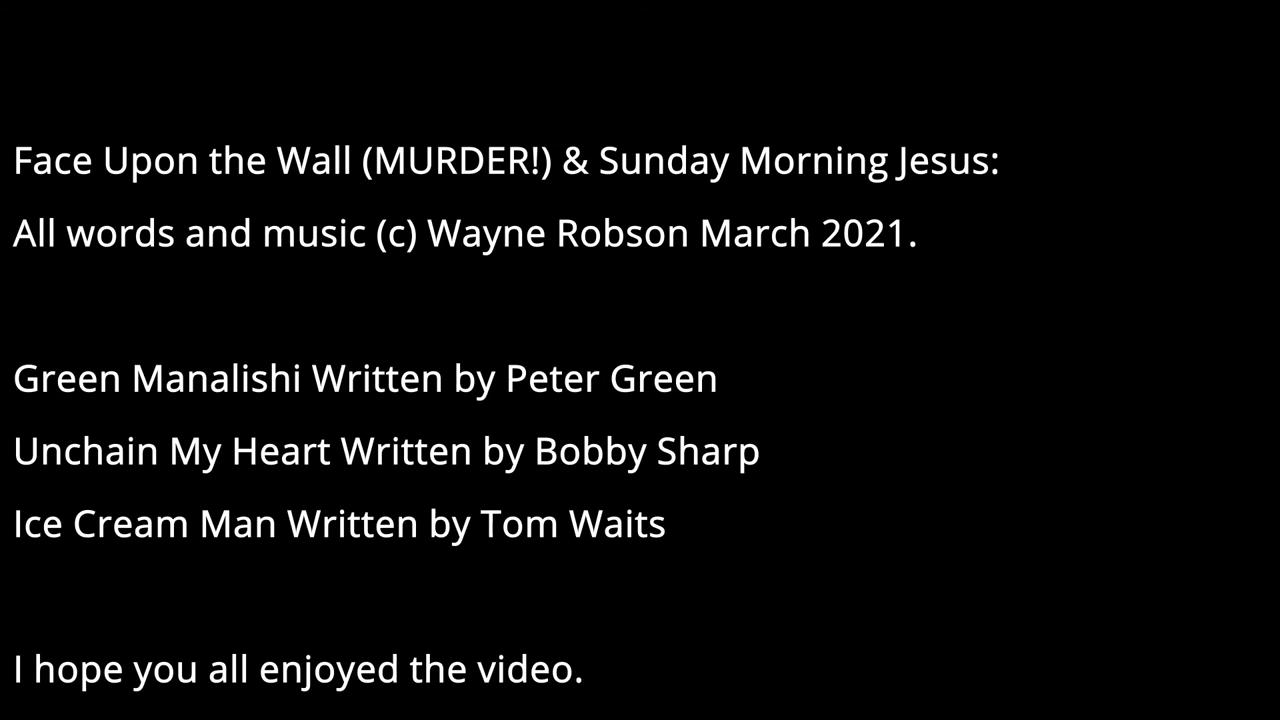 Face Upon the Wall (MURDER!) & Sunday Morning Jesus:
All words and music (c) Wayne Robson March 2021.
Green Manalishi Written by Peter Green
Unchain My Heart Written by Bobby Sharp
Ice Cream Man Written by Tom Waits
I hope you all enjoyed the video.